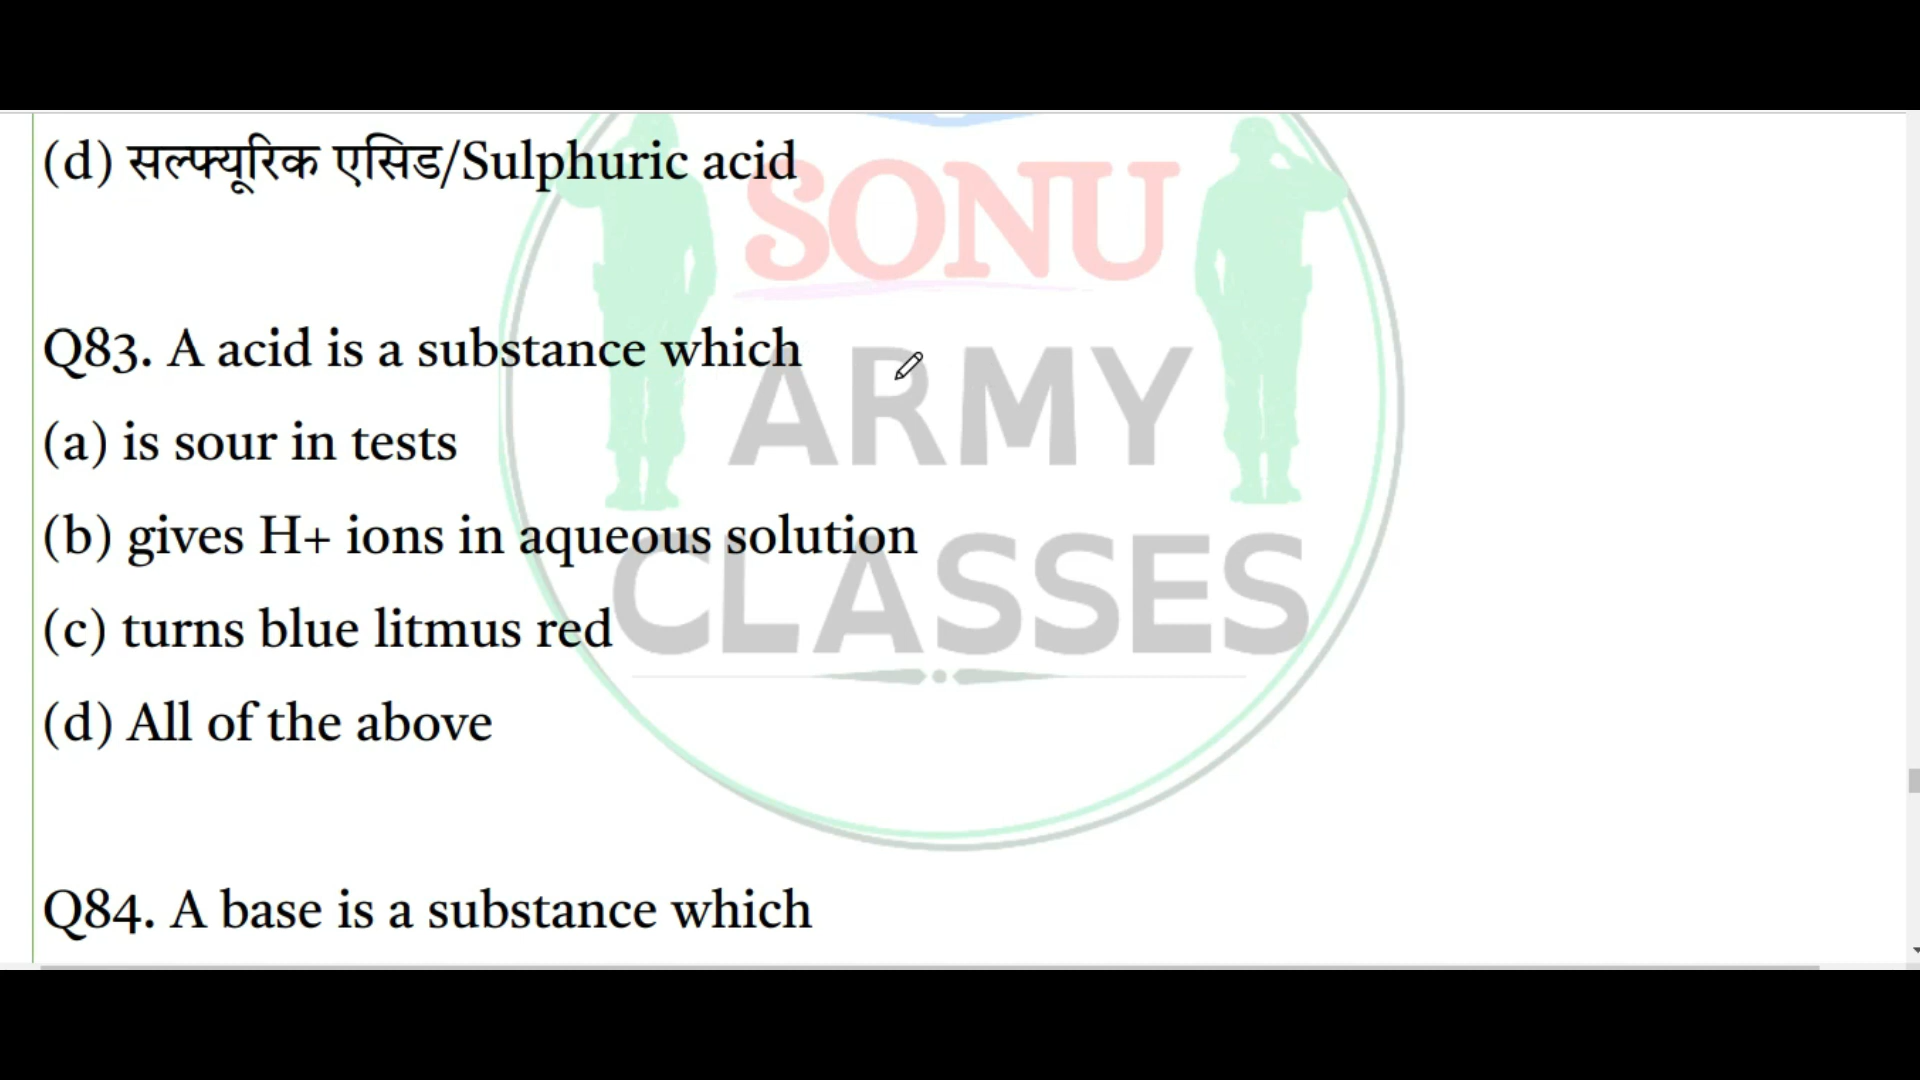 (d) सल्फ्यूरिक एसिड/Sulphuric acid
SONU
Q83. A acid is a substance which
ARMY
(a) is sour in tests
(b) gives H+ ions in aqueous solution
CLASSES
(c) turns blue litmus red
(d) All of the above
Q84. A base is a substance which